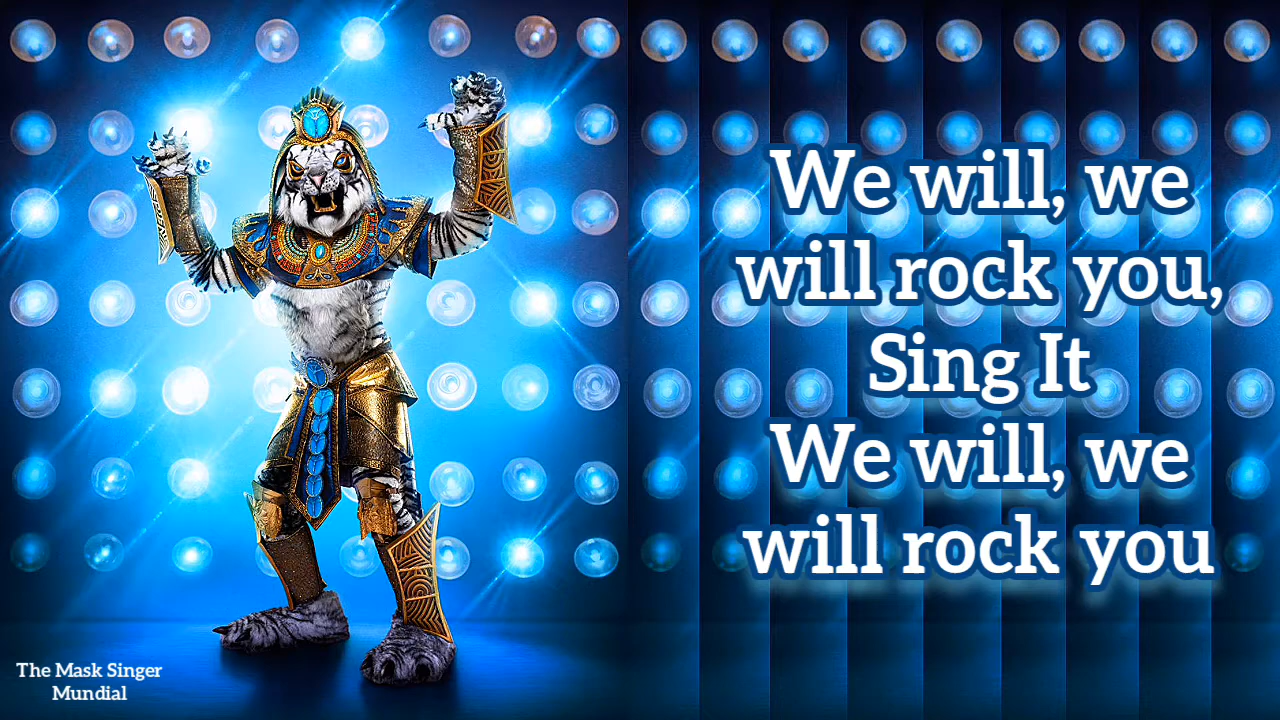 We will, we
will rock you,
Sing It
We will, we
will rock you
The Mask Singer
Mundial